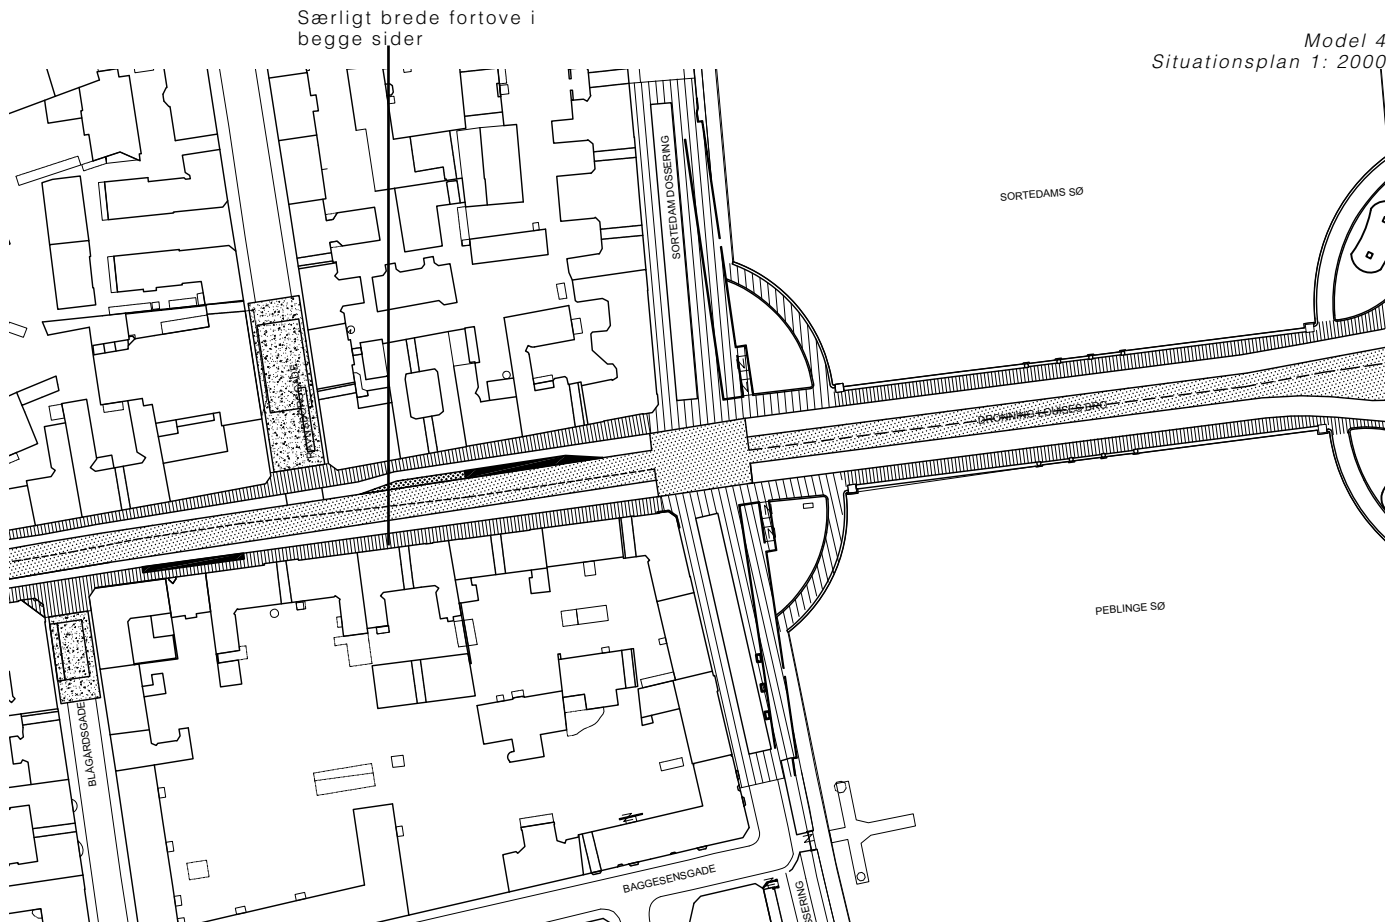 Særligt brede fortove i
begge sider
Model 4
Situationsplan 1: 2000
SORTEDAM DOSSERING
SORTEDAMS SØ
DRONNING LOUISES BRO
PEBLINGE SØ
BLÅGÅRDSGADE
BAGGESENSGADE
SSERING